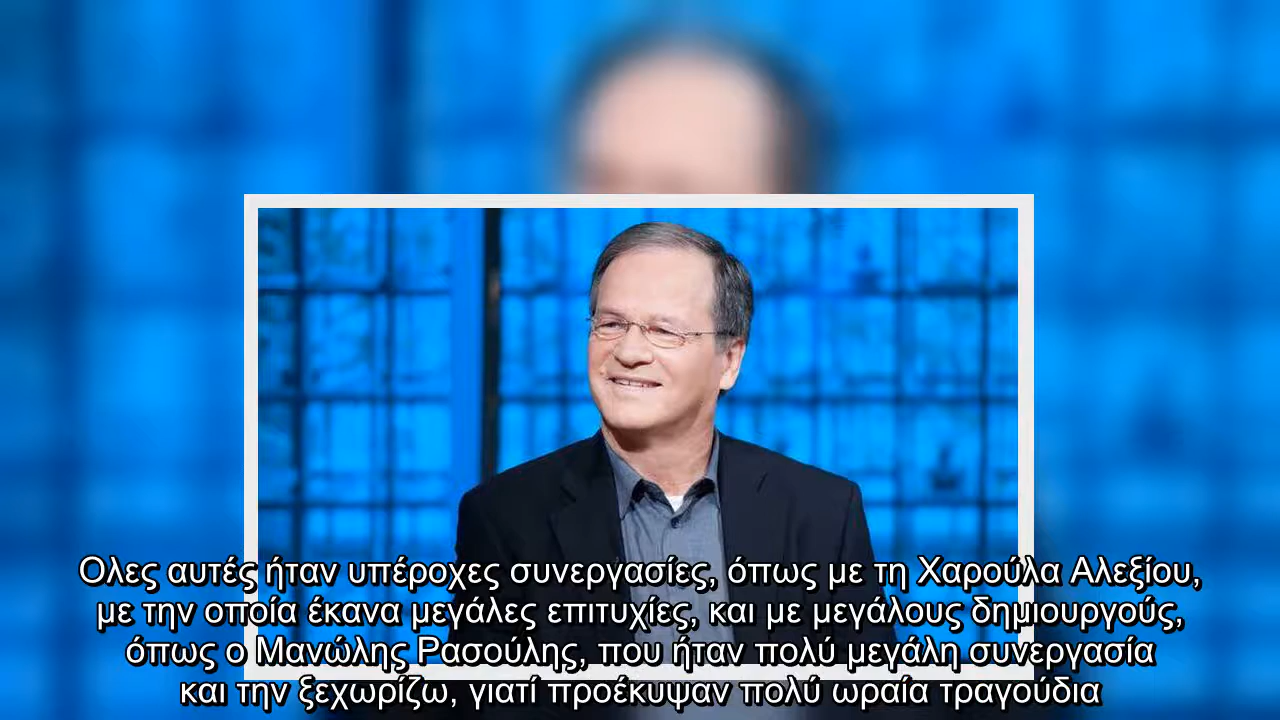 Ολες αυτές ήταν υπέροχες συνεργασίες, όπως με τη Χαρούλα Αλεξίου,
με την οποία έκανα μεγάλες επιτυχίες, και με μεγάλους δημιουργούς,
όπως ο Μανώλης Ρασούλης, που ήταν πολύ μεγάλη συνεργασία
και την ξεχωρίζω, γιατί προέκυψαν πολύ ωραία τραγούδια